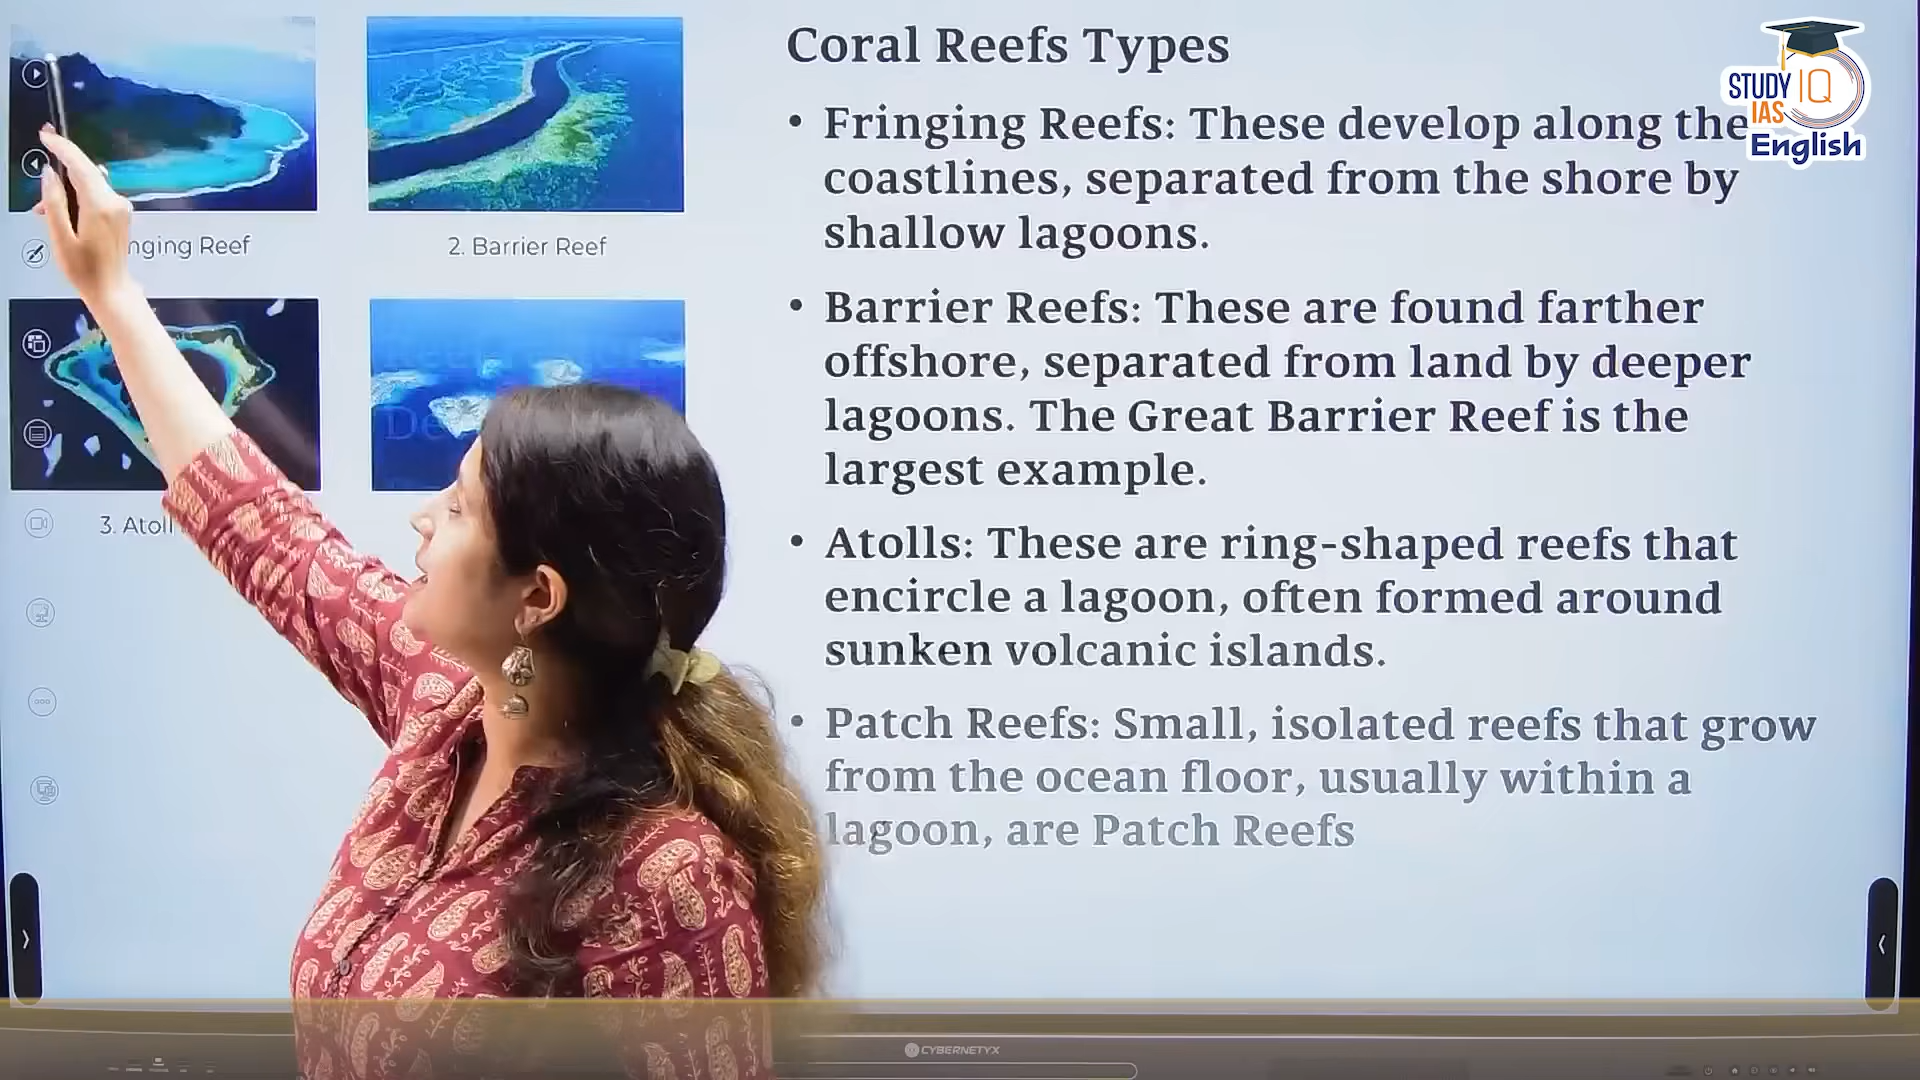 Coral Reefs Types
• Fringing Reefs: These develop along the
coastlines, separated from the shore by
shallow lagoons.
• Barrier Reefs: These are found farther
offshore, separated from land by deeper
lagoons. The Great Barrier Reef is the
largest example.
• Atolls: These are ring-shaped reefs that
encircle a lagoon, often formed around
sunken volcanic islands.
• Patch Reefs: Small, isolated reefs that grow
from the ocean floor, usually within a
lagoon, are Patch Reefs
nging Reef
2. Barrier Reef
3. Atoll
STUDY IQ
IAS
English
CYBERNETYX